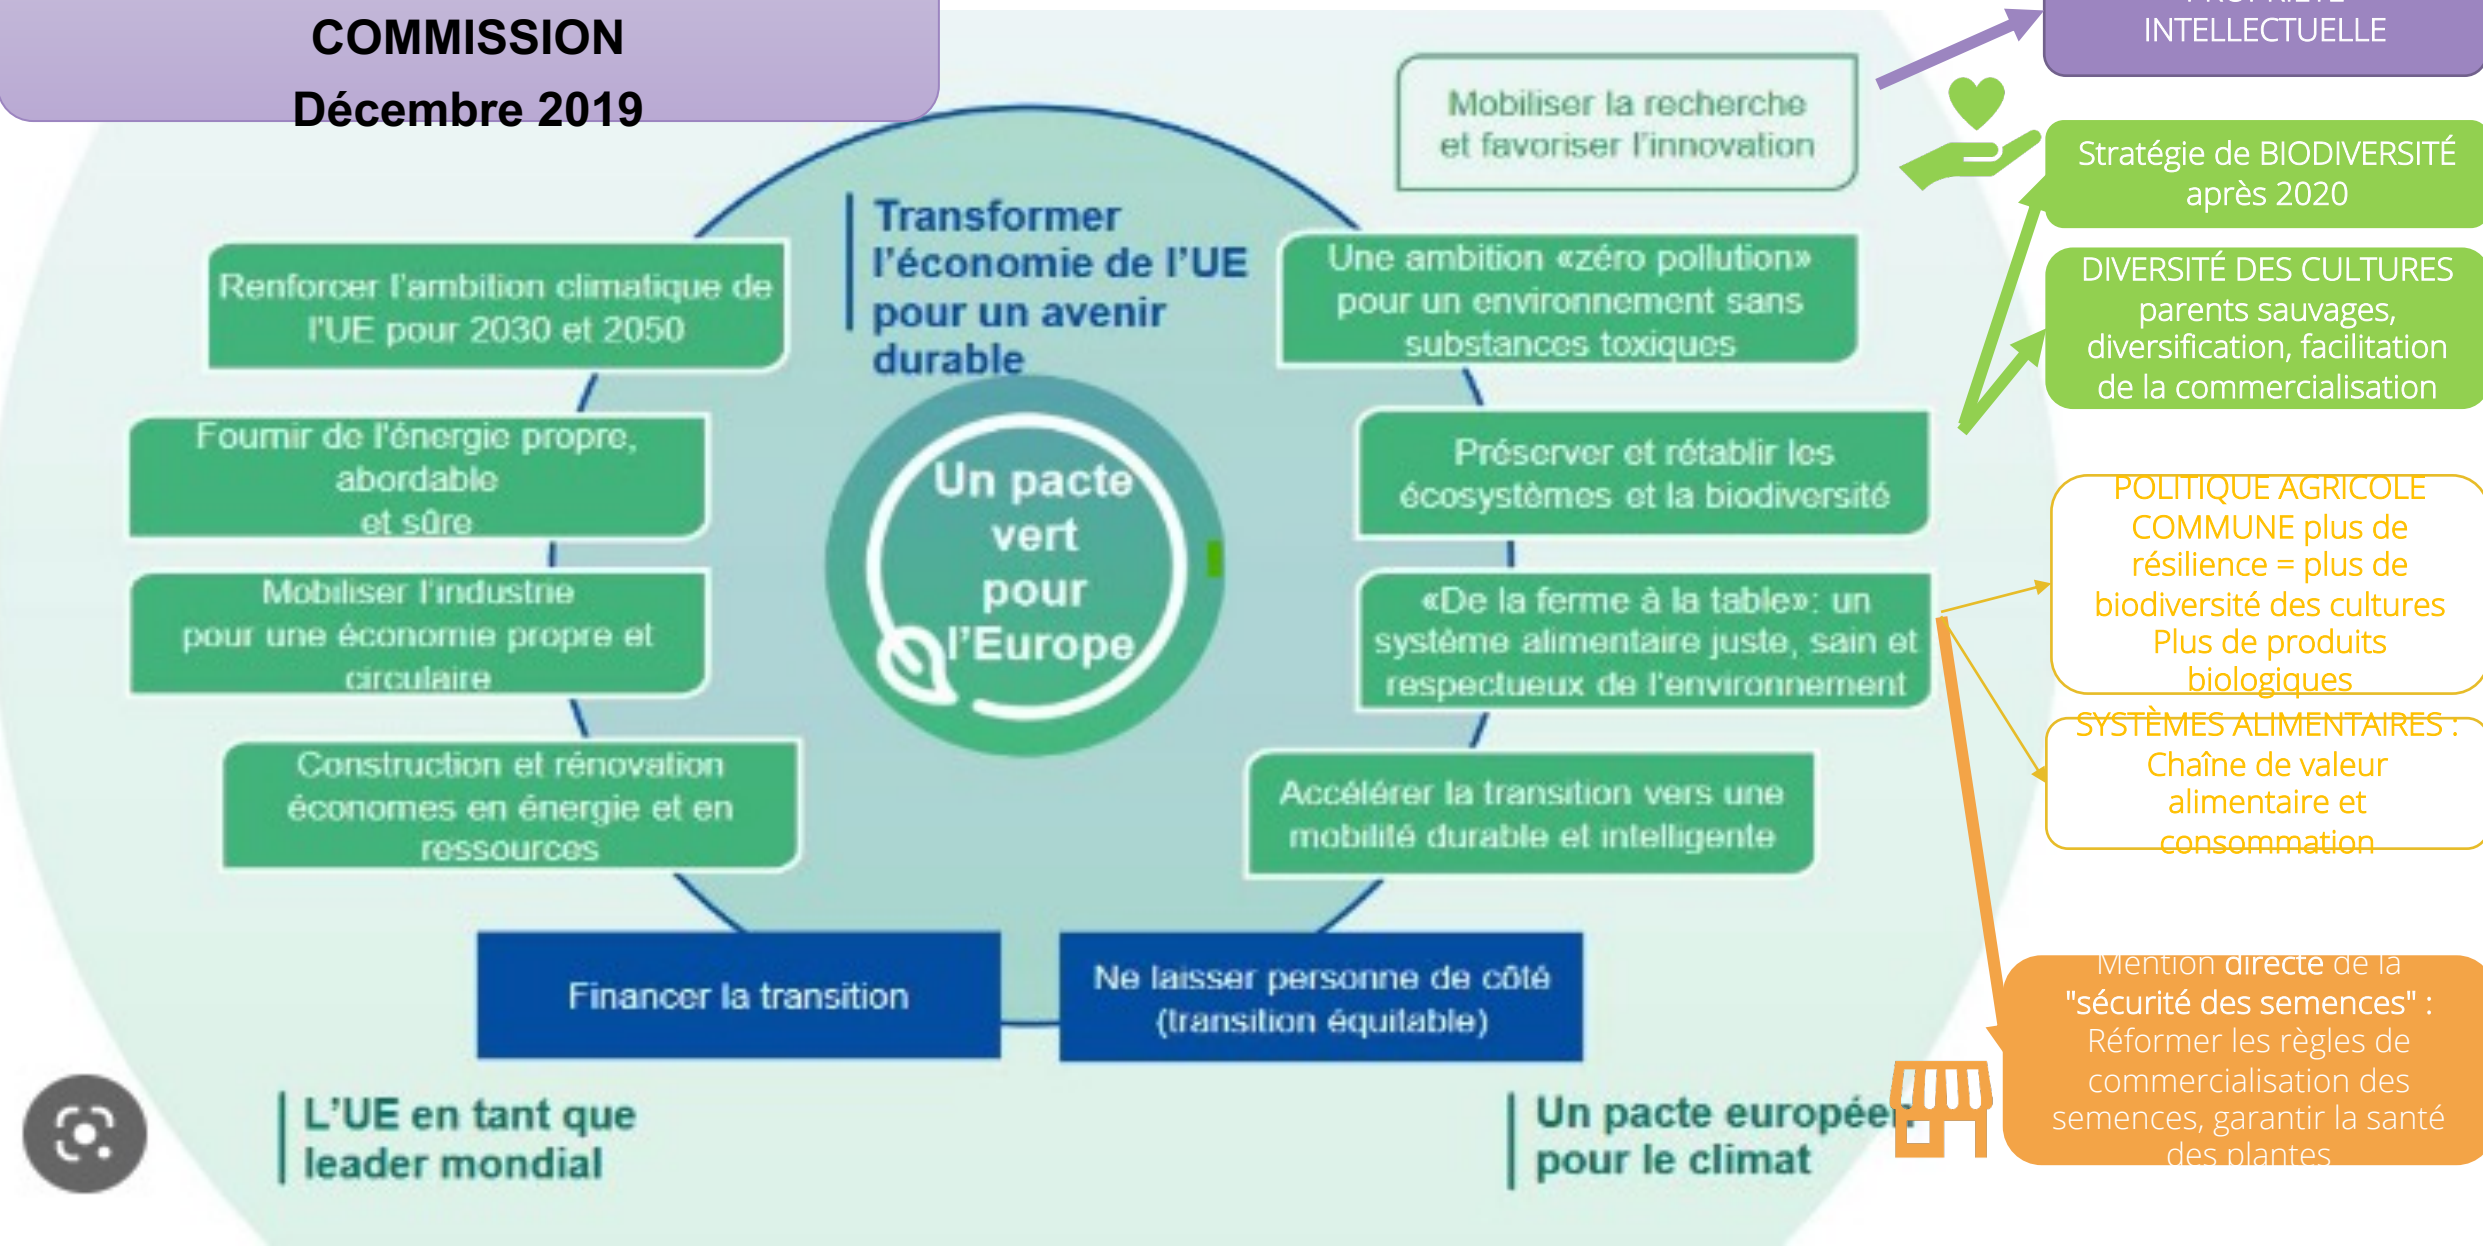 COMMISSION
Décembre 2019
Transformer
l'économie de l'UE
pour un avenir
durable
Un pacte
vert
pour
l'Europe
Renforcer l'ambition climatique de
l'UE pour 2030 et 2050
Fournir de l'énergie propre,
abordable
et sûre
Mobiliser l'industrie
pour une économie propre et
circulaire
Construction et rénovation
économes en énergie et en
ressources
Mobiliser la recherche
et favoriser l'innovation
Une ambition «zéro pollution»
pour un environnement sans
substances toxiques
Préserver et rétablir les
écosystèmes et la biodiversité
«De la ferme à la table»: un
système alimentaire juste, sain et
respectueux de l'environnement
Accélérer la transition vers une
mobilité durable et intelligente
Financer la transition
Ne laisser personne de côté
(transition équitable)
L'UE en tant que
leader mondial
Un pacte européen
pour le climat
PROPRIÉTÉ
INTELLECTUELLE
Stratégie de BIODIVERSITÉ
après 2020
DIVERSITÉ DES CULTURES
parents sauvages,
diversification, facilitation
de la commercialisation
POLITIQUE AGRICOLE
COMMUNE plus de
résilience = plus de
biodiversité des cultures
Plus de produits
biologiques
SYSTÈMES ALIMENTAIRES :
Chaîne de valeur
alimentaire et
consommation
Mention directe de la
"sécurité des semences" :
Réformer les règles de
commercialisation des
semences, garantir la santé
des plantes